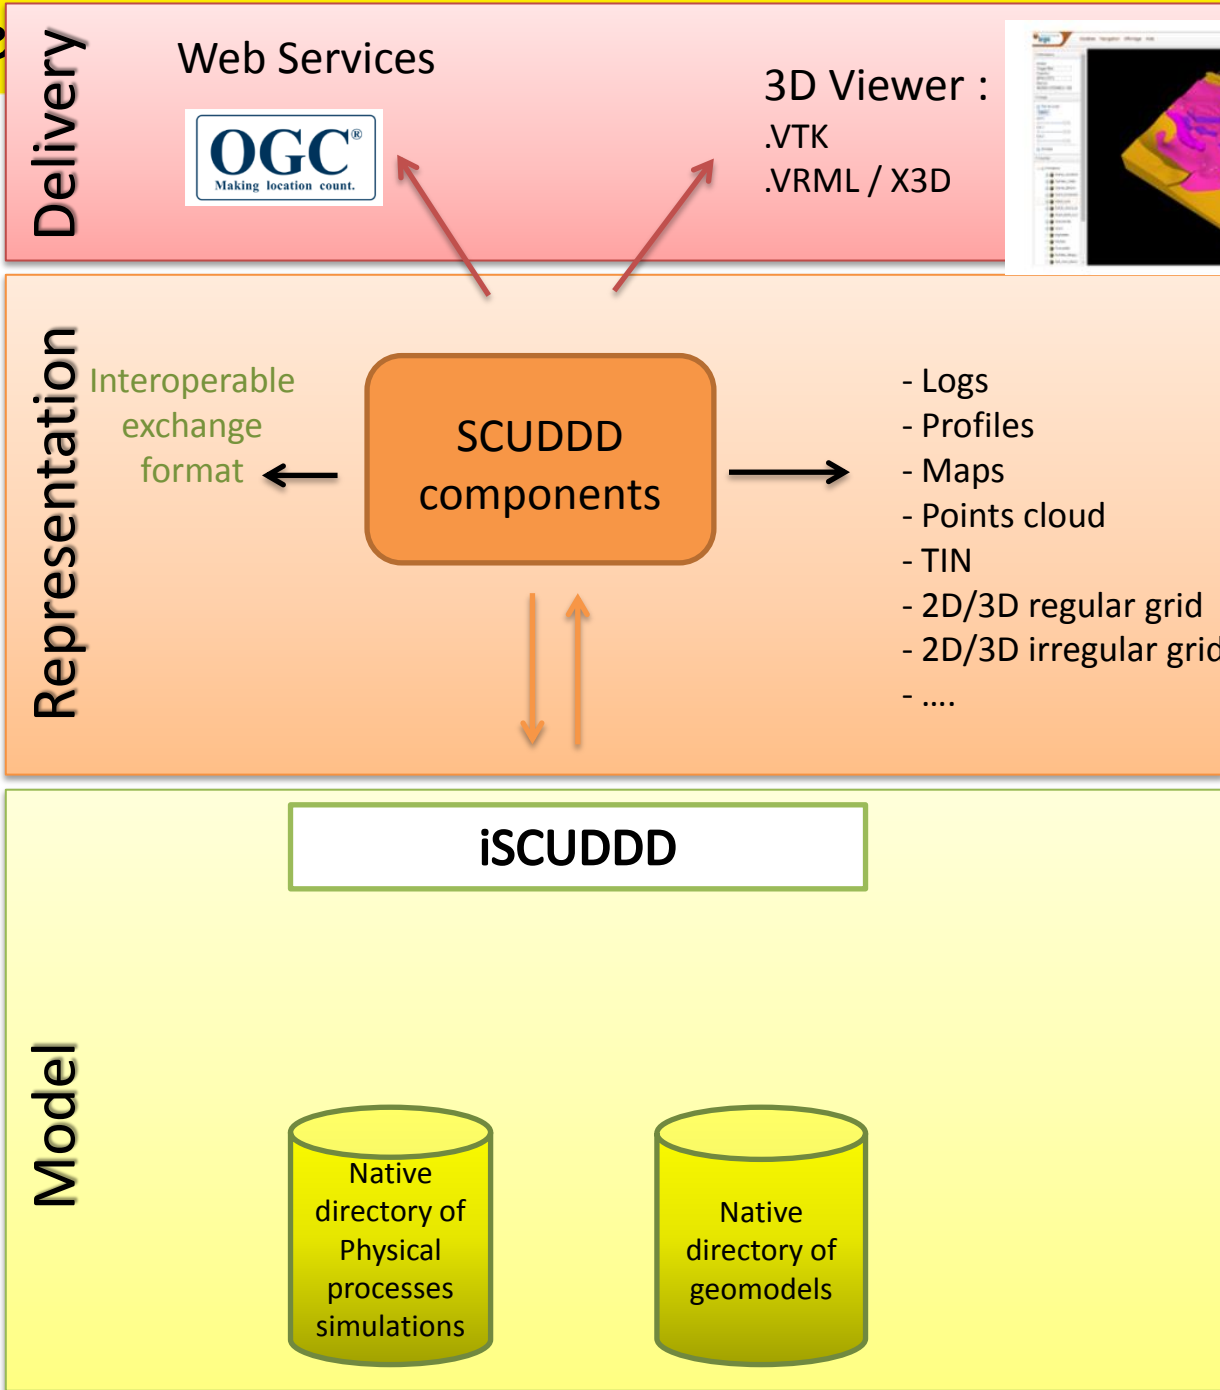 Delivery
Web Services
OGC®
Making location count.
3D Viewer :
.VTK
.VRML / X3D
Representation
Interoperable
exchange
format
SCUDDD
components
- Logs
- Profiles
- Maps
- Points cloud
- TIN
- 2D/3D regular grid
- 2D/3D irregular grid
- ....
Model
iSCUDDD
Native
directory of
Physical
processes
simulations
Native
directory of
geomodels